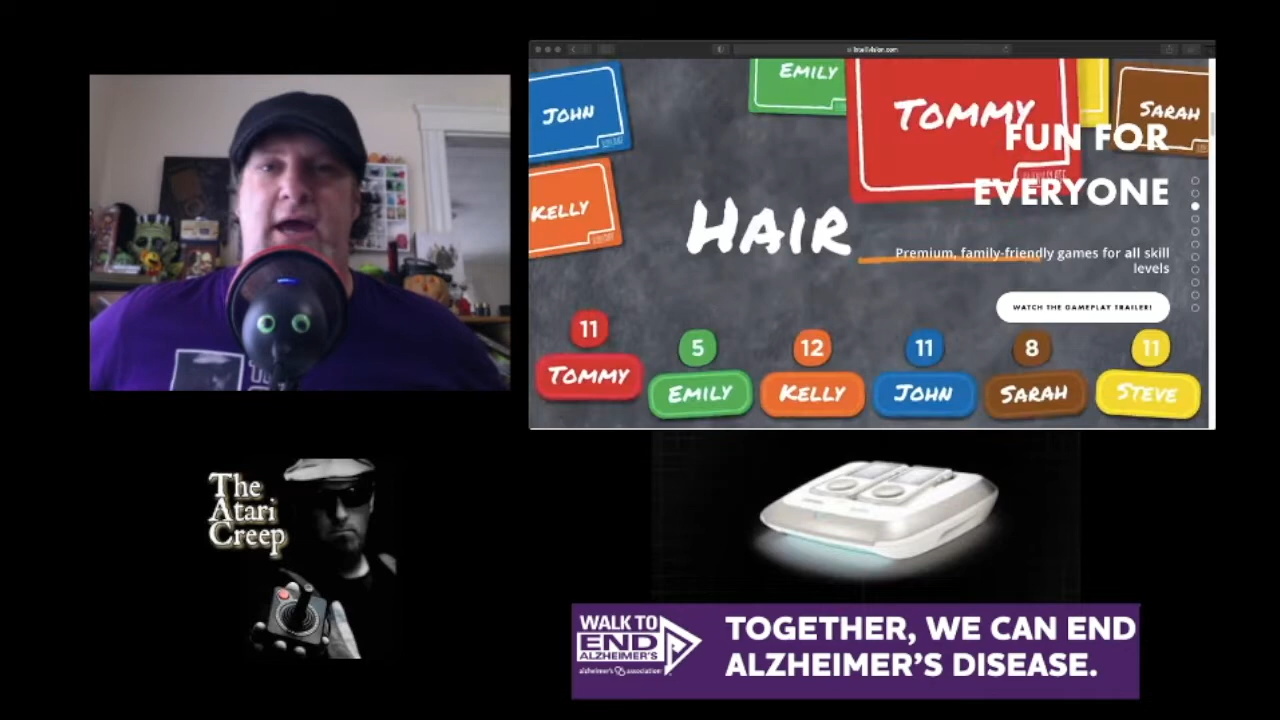 intellivision.com
JOHN
EMILY
TOMMY
SARAH
FUN FOR
EVERYONE
KELLY
HAIR
Premium, family-friendly games for all skill
levels
WATCH THE GAMEPLAY TRAILER!
11
5
12
11
8
11
TOMMY
EMILY
KELLY
JOHN
SARAH
STEVE
The
Atari
Creep
WALK TO
END
ALZHEIMER'S
alzheimer's association
TOGETHER, WE CAN END
ALZHEIMER'S DISEASE.